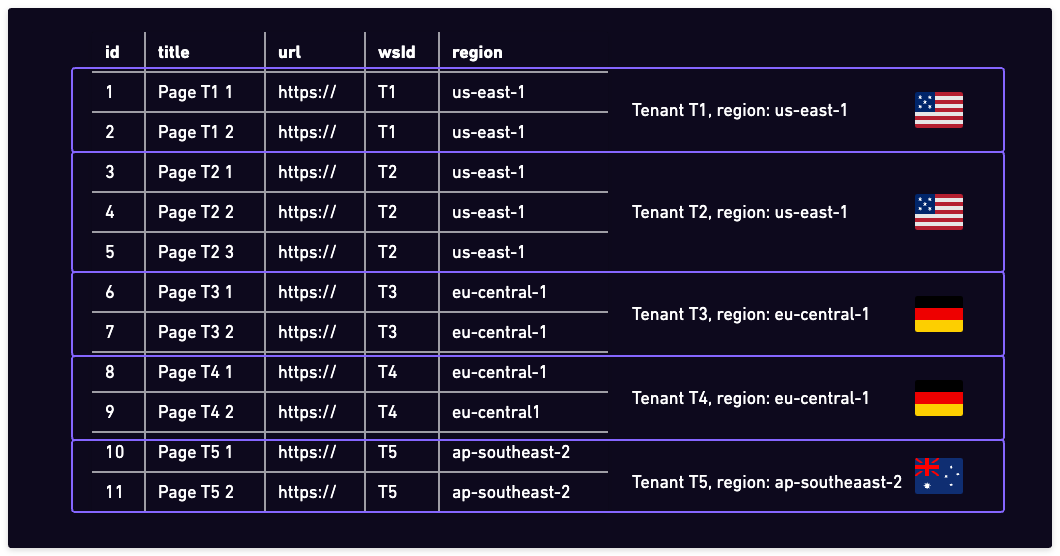 id title url wsId region
1 Page T1 1 https:// T1 us-east-1
Tenant T1, region: us-east-1
2 Page T1 2 https:// T1 us-east-1
3 Page T2 1 https:// T2 us-east-1
4 Page T2 2 https:// T2 us-east-1 Tenant T2, region: us-east-1
5 Page T2 3 https:// T2 us-east-1
6 Page T3 1 https:// T3 eu-central-1
Tenant T3, region: eu-central-1
7 Page T3 2 https:// T3 eu-central-1
8 Page T4 1 https:// T4 eu-central-1
Tenant T4, region: eu-central-1
9 Page T4 2 https:// T4 eu-central1
10 Page T5 1 https:// T5 ap-southeast-2
Tenant T5, region: ap-southeaast-2
11 Page T5 2 https:// T5 ap-southeast-2